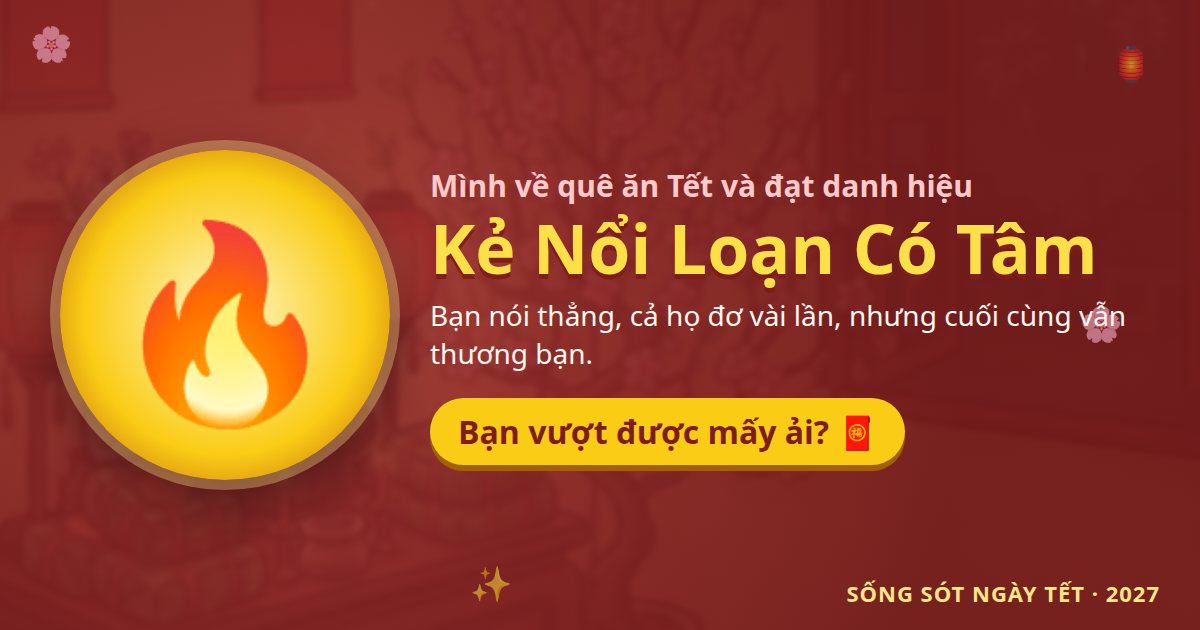 Mình về quê ăn Tết và đạt danh hiệu
Kẻ Nổi Loạn Có Tâm
Bạn nói thẳng, cả họ đơ vài lần, nhưng cuối cùng vẫn
thương bạn.
Bạn vượt được mấy ải? 🧧
SỐNG SÓT NGÀY TẾT · 2027